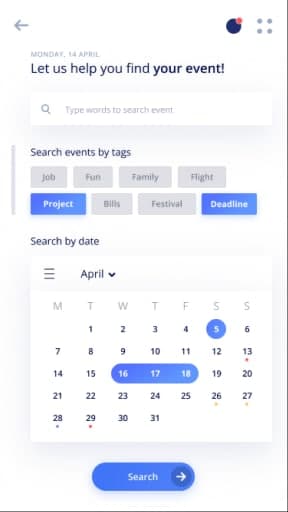 MONDAY, 14 APRIL
Let us help you find your event!
Type words to search event
Search events by tags
Job Fun Family Flight
Project Bills Festival Deadline
Search by date
April
M T W T F S S
1 2 3 4 5 6
7 8 9 10 11 12 13
14 15 16 17 18 19 20
21 22 23 24 25 26 27
28 29 30 31
Search